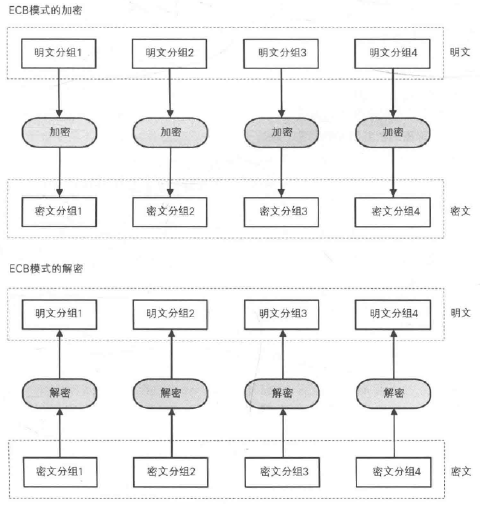 ECB模式的加密
明文分组1 明文分组2 明文分组3 明文分组4 明文
加密 加密 加密 加密
密文分组1 密文分组2 密文分组3 密文分组4 密文
ECB模式的解密
明文分组1 明文分组2 明文分组3 明文分组4 明文
解密 解密 解密 解密
密文分组1 密文分组2 密文分组3 密文分组4 密文